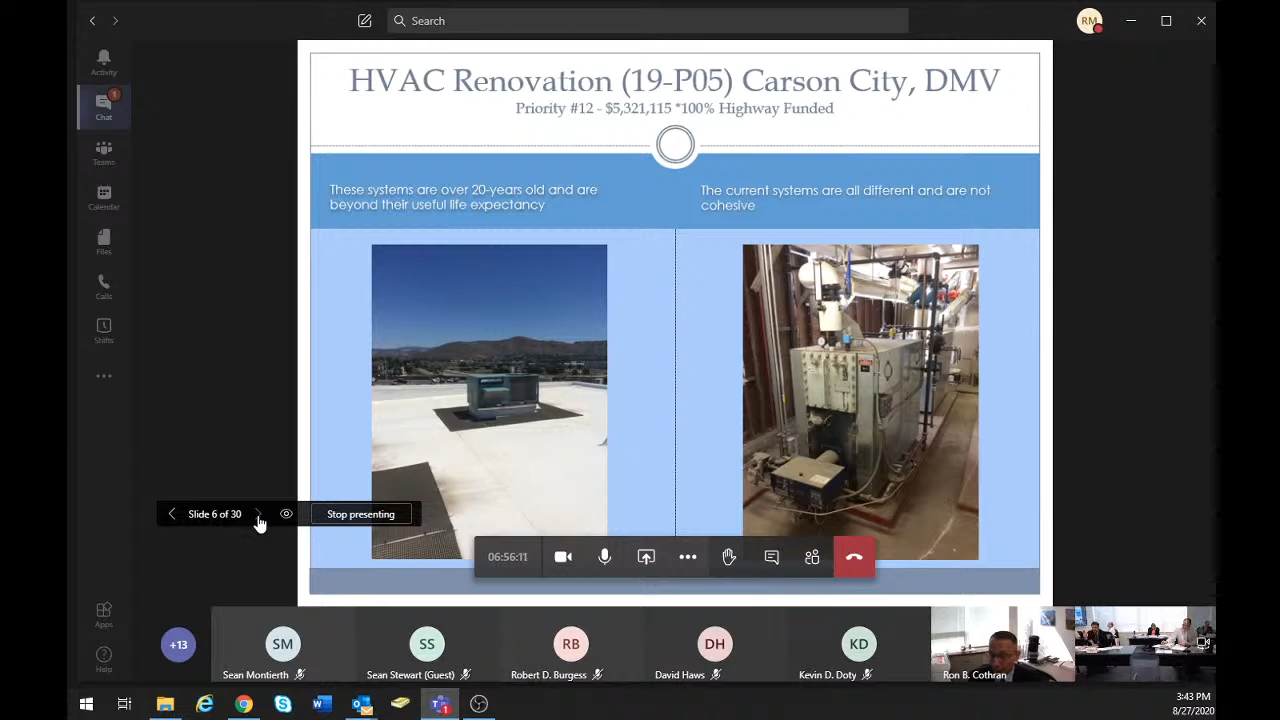 Search
RM
Activity
1
Chat
Teams
Calendar
Files
Calls
Shifts
Apps
Help
HVAC Renovation (19-P05) Carson City, DMV
Priority #12 - $5,321,115 *100% Highway Funded
These systems are over 20-years old and are
beyond their useful life expectancy
The current systems are all different and are not
cohesive
Slide 6 of 30
Stop presenting
06:56:11
+13
SM
Sean Montierth
SS
Sean Stewart (Guest)
RB
Robert D. Burgess
DH
David Haws
KD
Kevin D. Doty
Ron B. Cothran
3:43 PM
8/27/2020